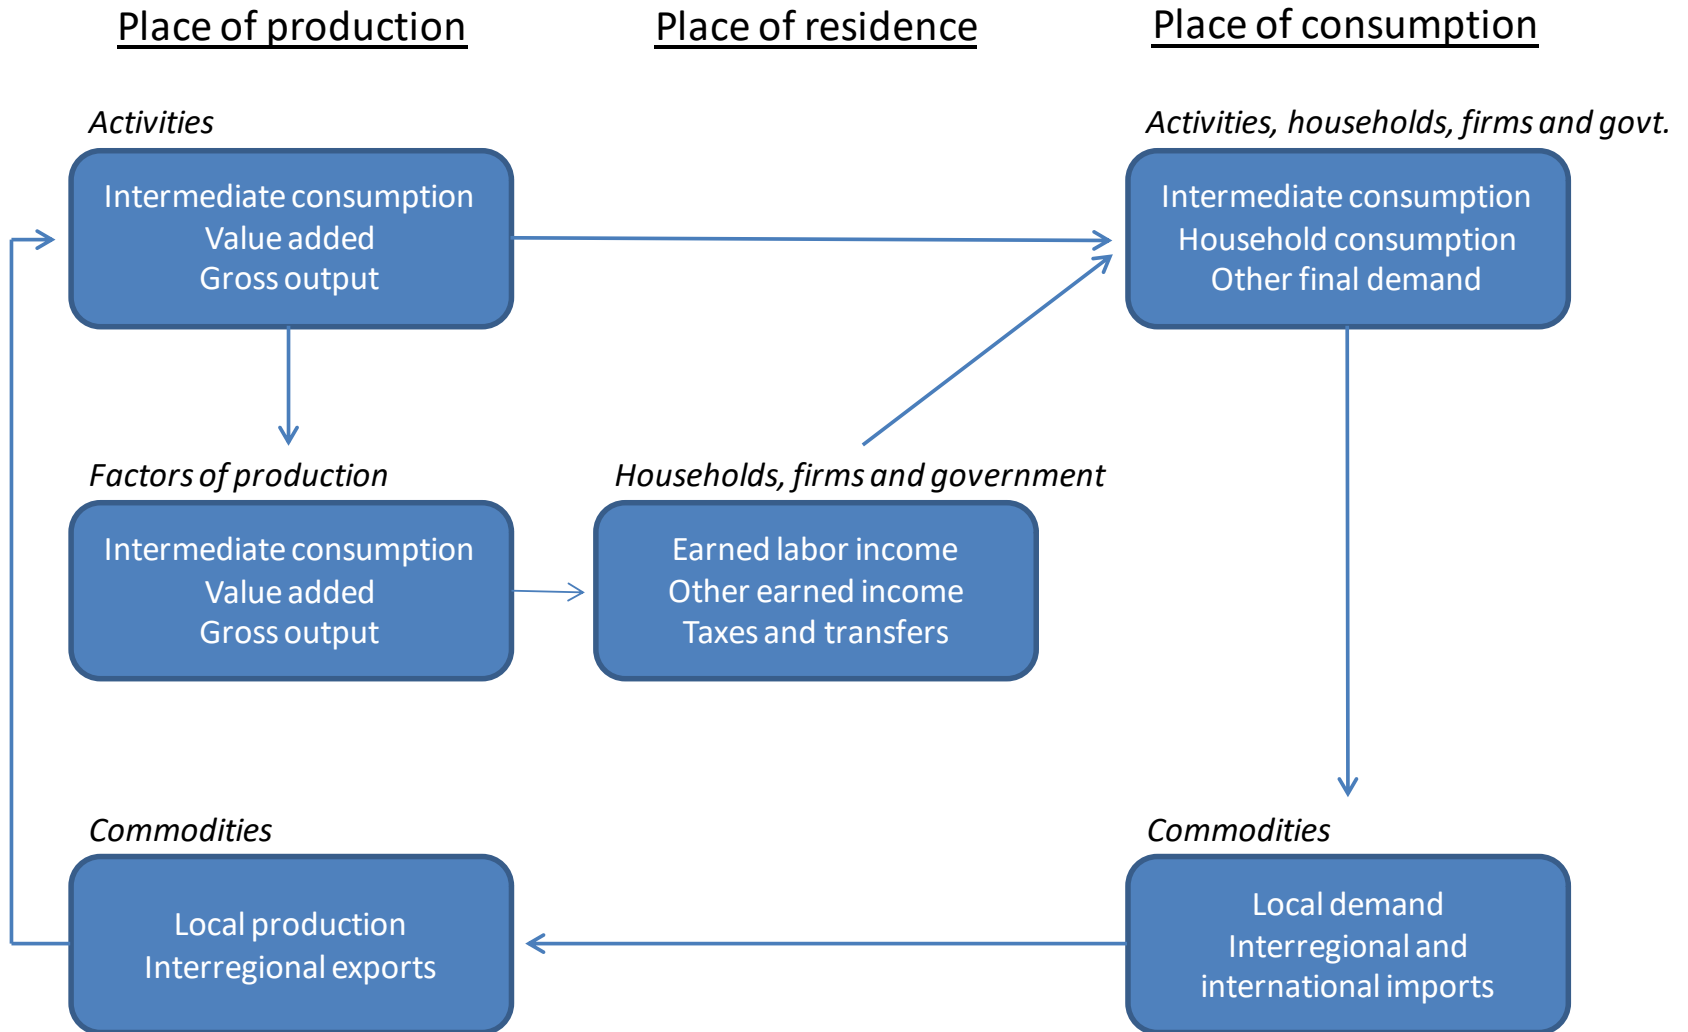 Place of production
Place of residence
Place of consumption
Activities
Activities, households, firms and govt.
Intermediate consumption
Value added
Gross output
Intermediate consumption
Household consumption
Other final demand
Factors of production
Households, firms and government
Intermediate consumption
Value added
Gross output
Earned labor income
Other earned income
Taxes and transfers
Commodities
Commodities
Local production
Interregional exports
Local demand
Interregional and
international imports